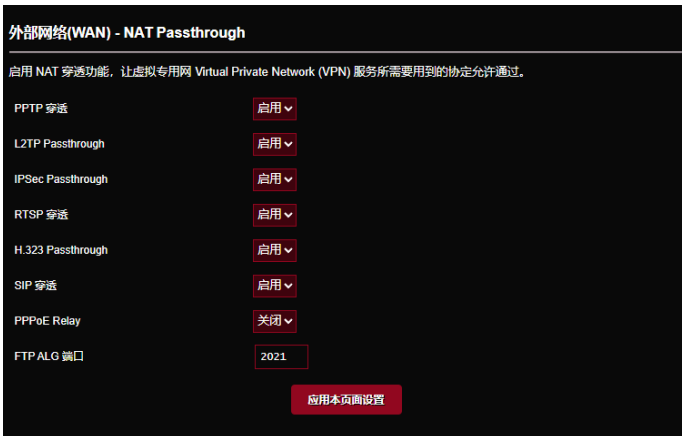 外部网络(WAN) - NAT Passthrough
启用 NAT 穿透功能，让虚拟专用网 Virtual Private Network (VPN) 服务所需要用到的协定允许通过。
PPTP 穿透 启用
L2TP Passthrough 启用
IPSec Passthrough 启用
RTSP 穿透 启用
H.323 Passthrough 启用
SIP 穿透 启用
PPPoE Relay 关闭
FTP ALG 端口 2021
应用本页面设置